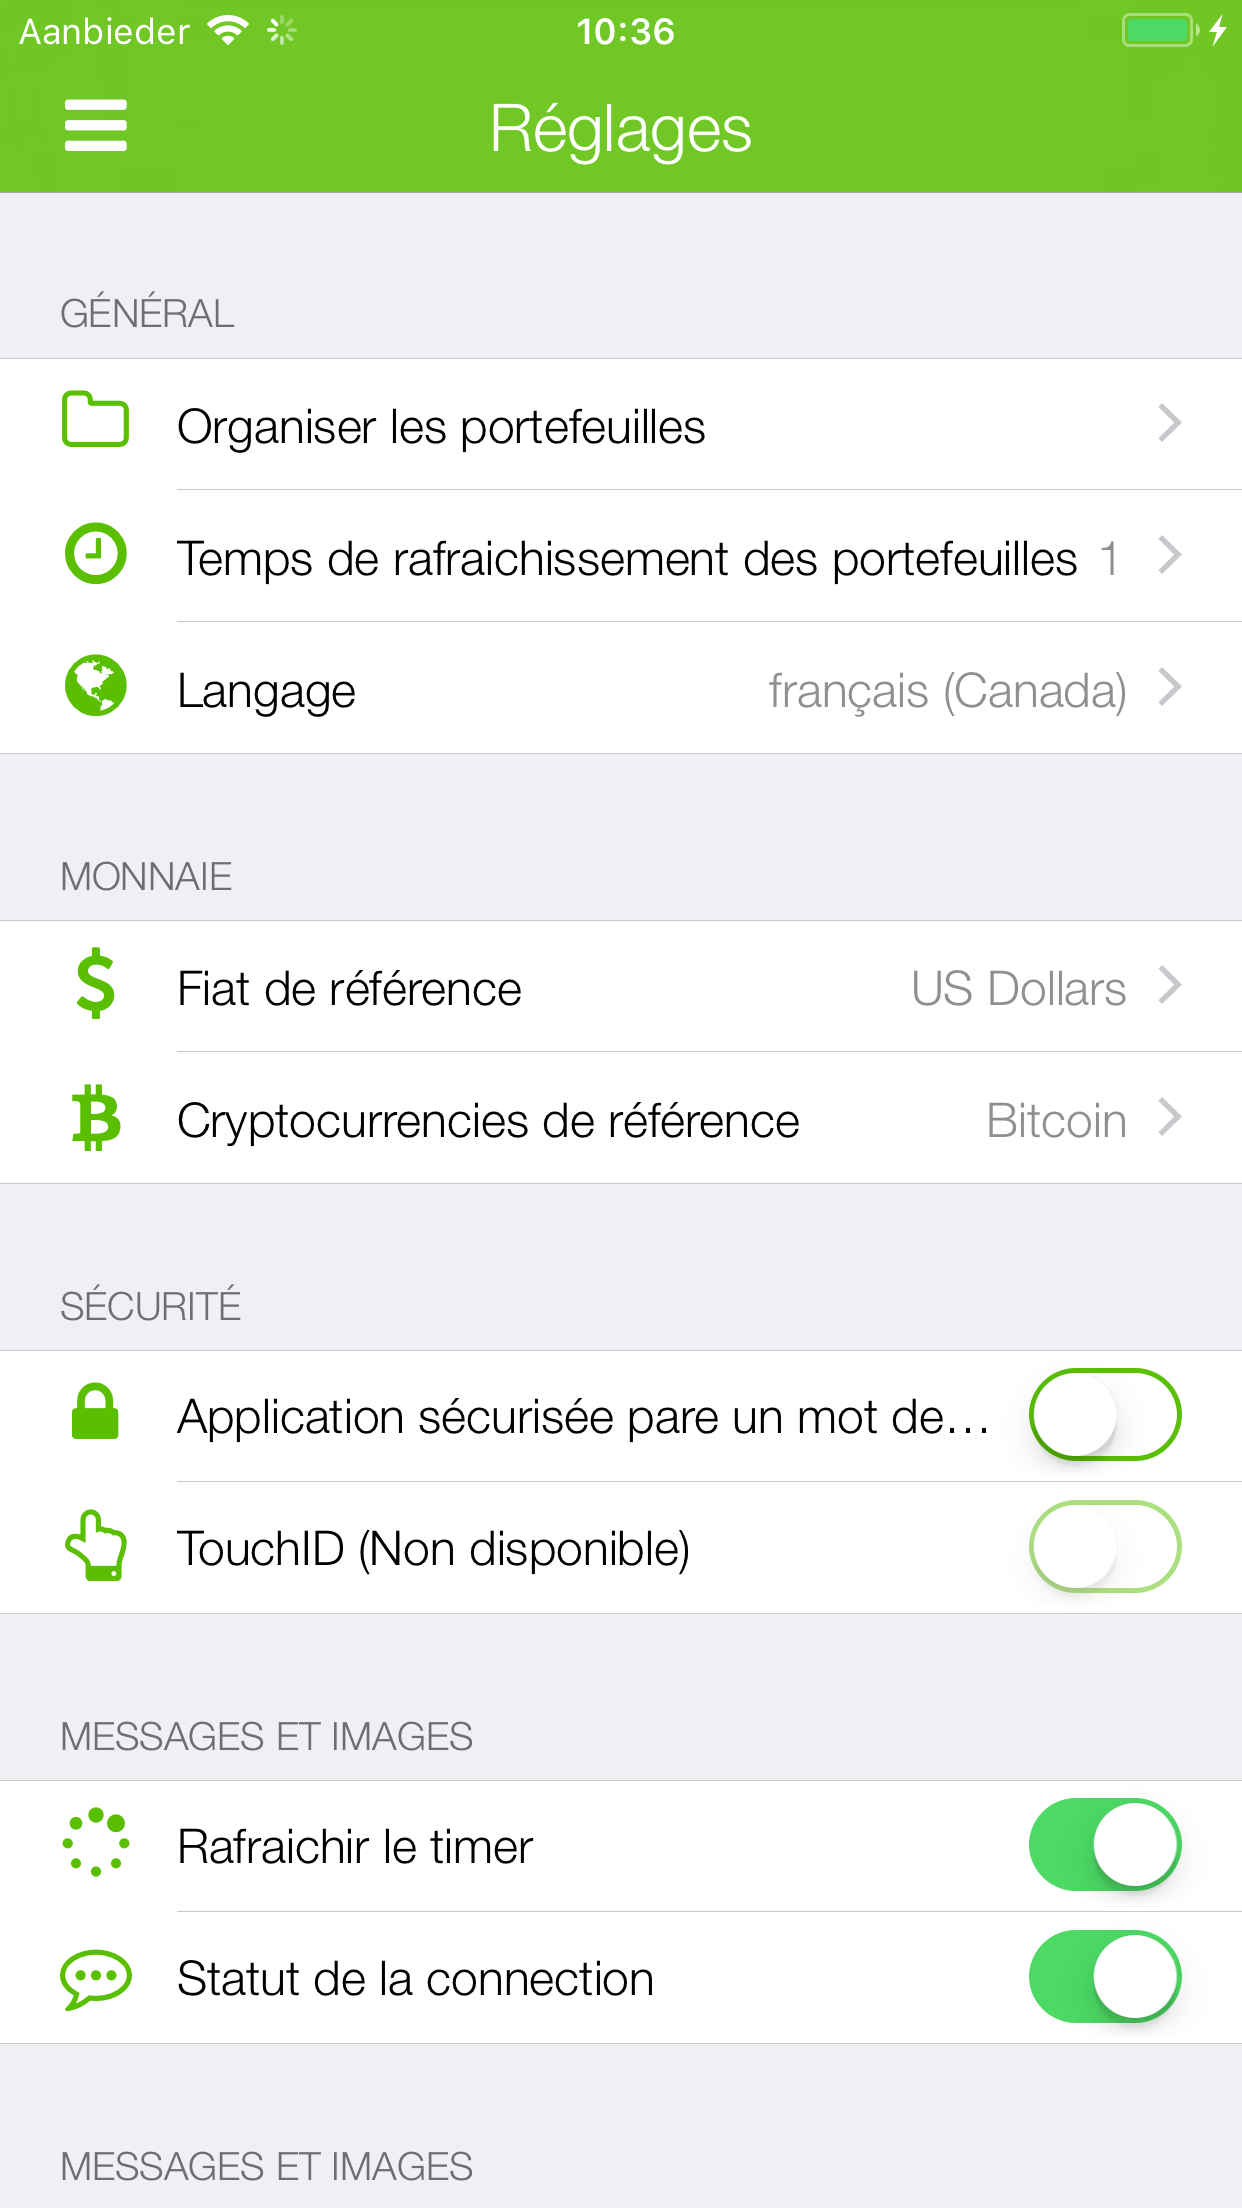 Aanbieder 10:36
Réglages
GÉNÉRAL
Organiser les portefeuilles
Temps de rafraichissement des portefeuilles 1
Langage français (Canada)
MONNAIE
Fiat de référence US Dollars
Cryptocurrencies de référence Bitcoin
SÉCURITÉ
Application sécurisée pare un mot de...
TouchID (Non disponible)
MESSAGES ET IMAGES
Rafraichir le timer
Statut de la connection
MESSAGES ET IMAGES